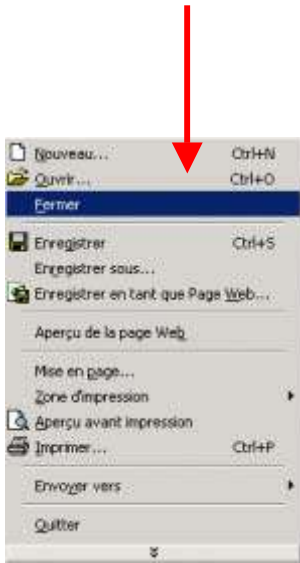 Nouveau... Ctrl+N
Ouvrir... Ctrl+O
Fermer
Enregistrer Ctrl+S
Enregistrer sous...
Enregistrer en tant que Page Web...
Aperçu de la page Web
Mise en page...
Zone d'impression
Aperçu avant impression
Imprimer... Ctrl+P
Envoyer vers
Quitter